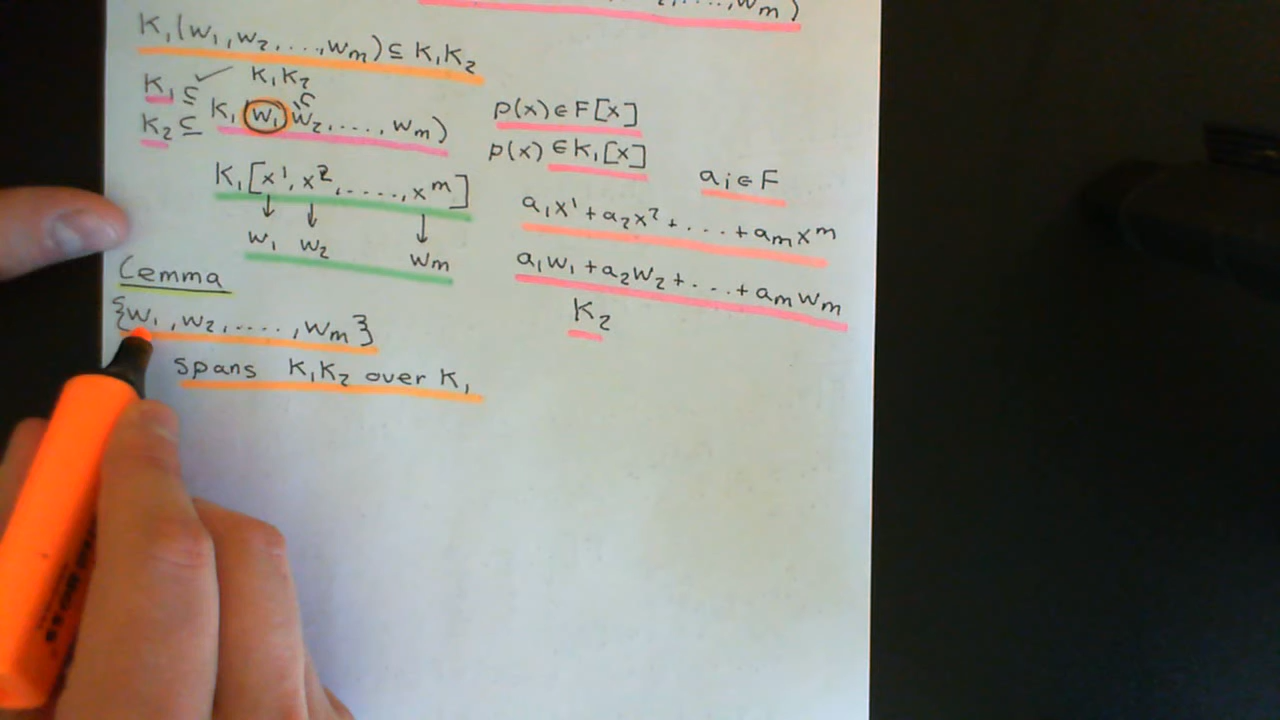 , . . . , wₘ)
K₁(w₁, w₂, . . . . , wₘ) ⊆ K₁K₂
K₁ ⊆ ✓ K₁K₂
⊆
K₂ ⊆ K₁(w₁, w₂, . . . . , wₘ)
K₁[x¹, x², . . . . . , xᵐ]
↓ ↓ ↓
w₁ w₂ wₘ
p(x) ∈ F[x]
p(x) ∈ K₁[x]
aᵢ ∈ F
a₁x¹ + a₂x² + . . . . + aₘxᵐ
a₁w₁ + a₂w₂ + . . . + aₘwₘ
K₂
Lemma
{w₁, w₂, . . . . , wₘ}
spans K₁K₂ over K₁